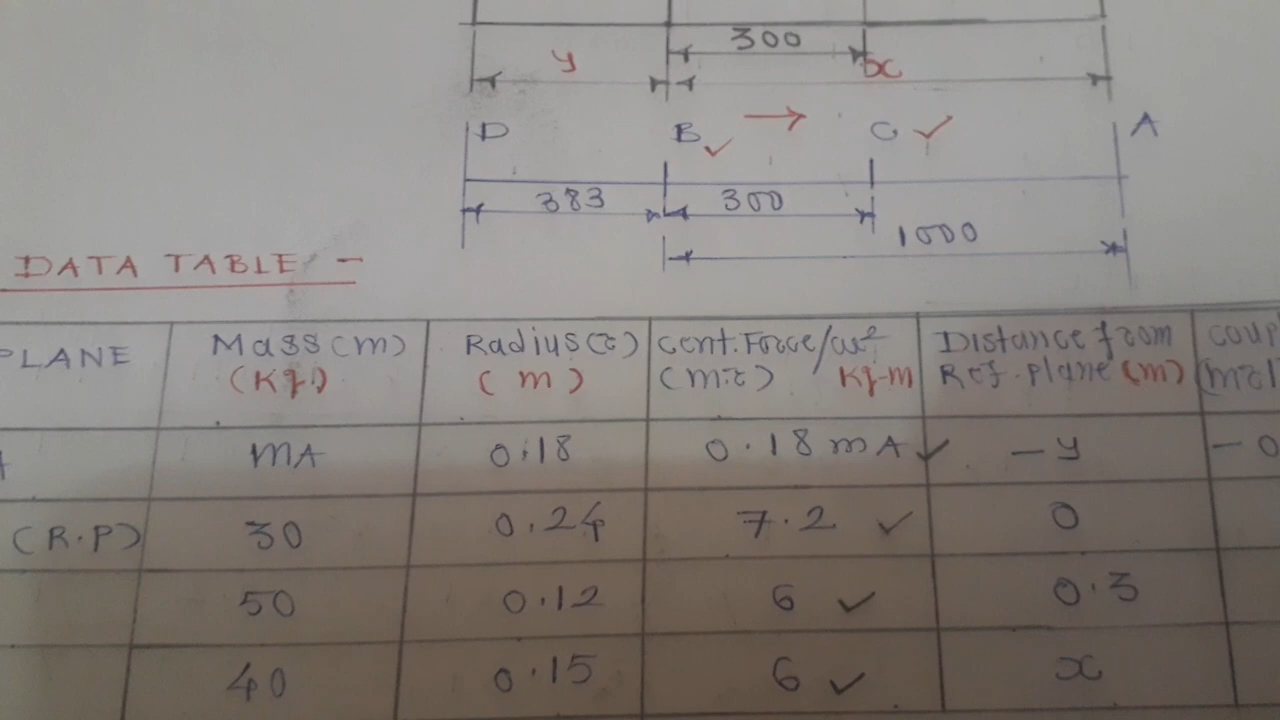 300
y x
D B C A
383 300
1000
DATA TABLE -
PLANE Mass(m) (Kg.) Radius(r) (m) Cent.Force/ω² (m.r) Kg-m Distance from Ref. plane (m)
mA 0.18 0.18 mA -y -0
(R.P) 30 0.24 7.2 0
50 0.12 6 0.3
40 0.15 6 x